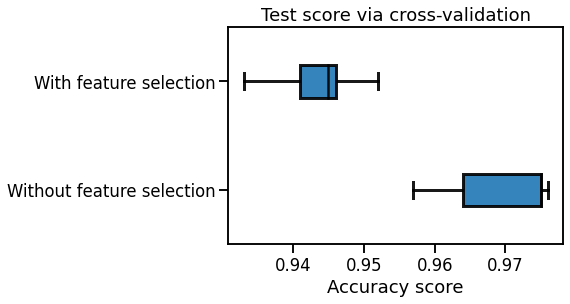 Test score via cross-validation
With feature selection
Without feature selection
0.94 0.95 0.96 0.97
Accuracy score